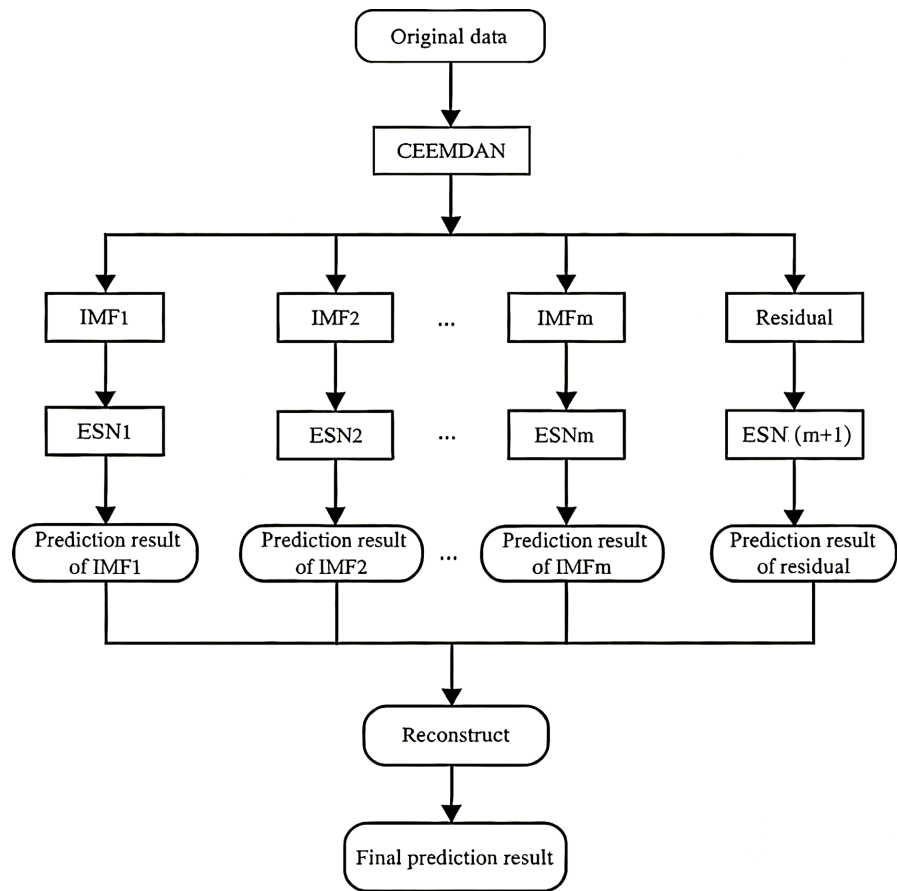 Original data
CEEMDAN
IMF1 IMF2 ... IMFm Residual
ESN1 ESN2 ... ESNm ESN. (m+1)
Prediction result
of IMF1
Prediction result
of IMF2
...
Prediction result
of IMFm
Prediction result
of residual
Reconstruct
Final prediction result